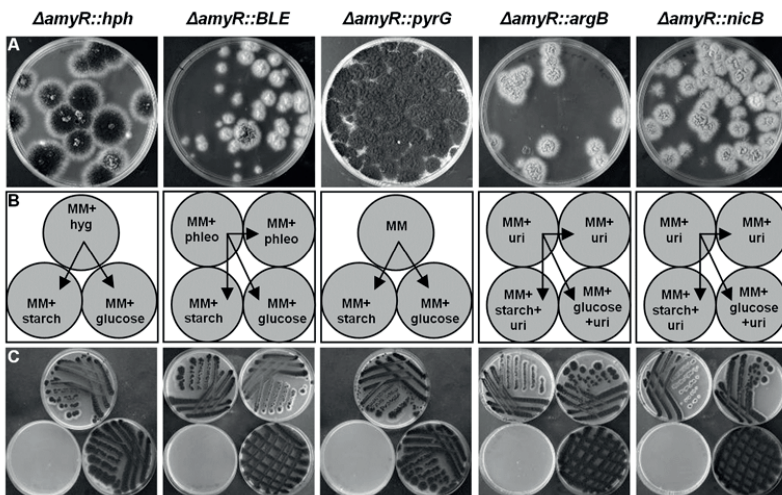 ΔamyR::hph ΔamyR::BLE ΔamyR::pyrG ΔamyR::argB ΔamyR::nicB
A
B
MM+
hyg
MM+
starch
MM+
glucose
MM+
phleo
MM+
phleo
MM+
starch
MM+
glucose
MM
MM+
starch
MM+
glucose
MM+
uri
MM+
uri
MM+
starch+
uri
MM+
glucose
+uri
MM+
uri
MM+
uri
MM+
starch+
uri
MM+
glucose
+uri
C